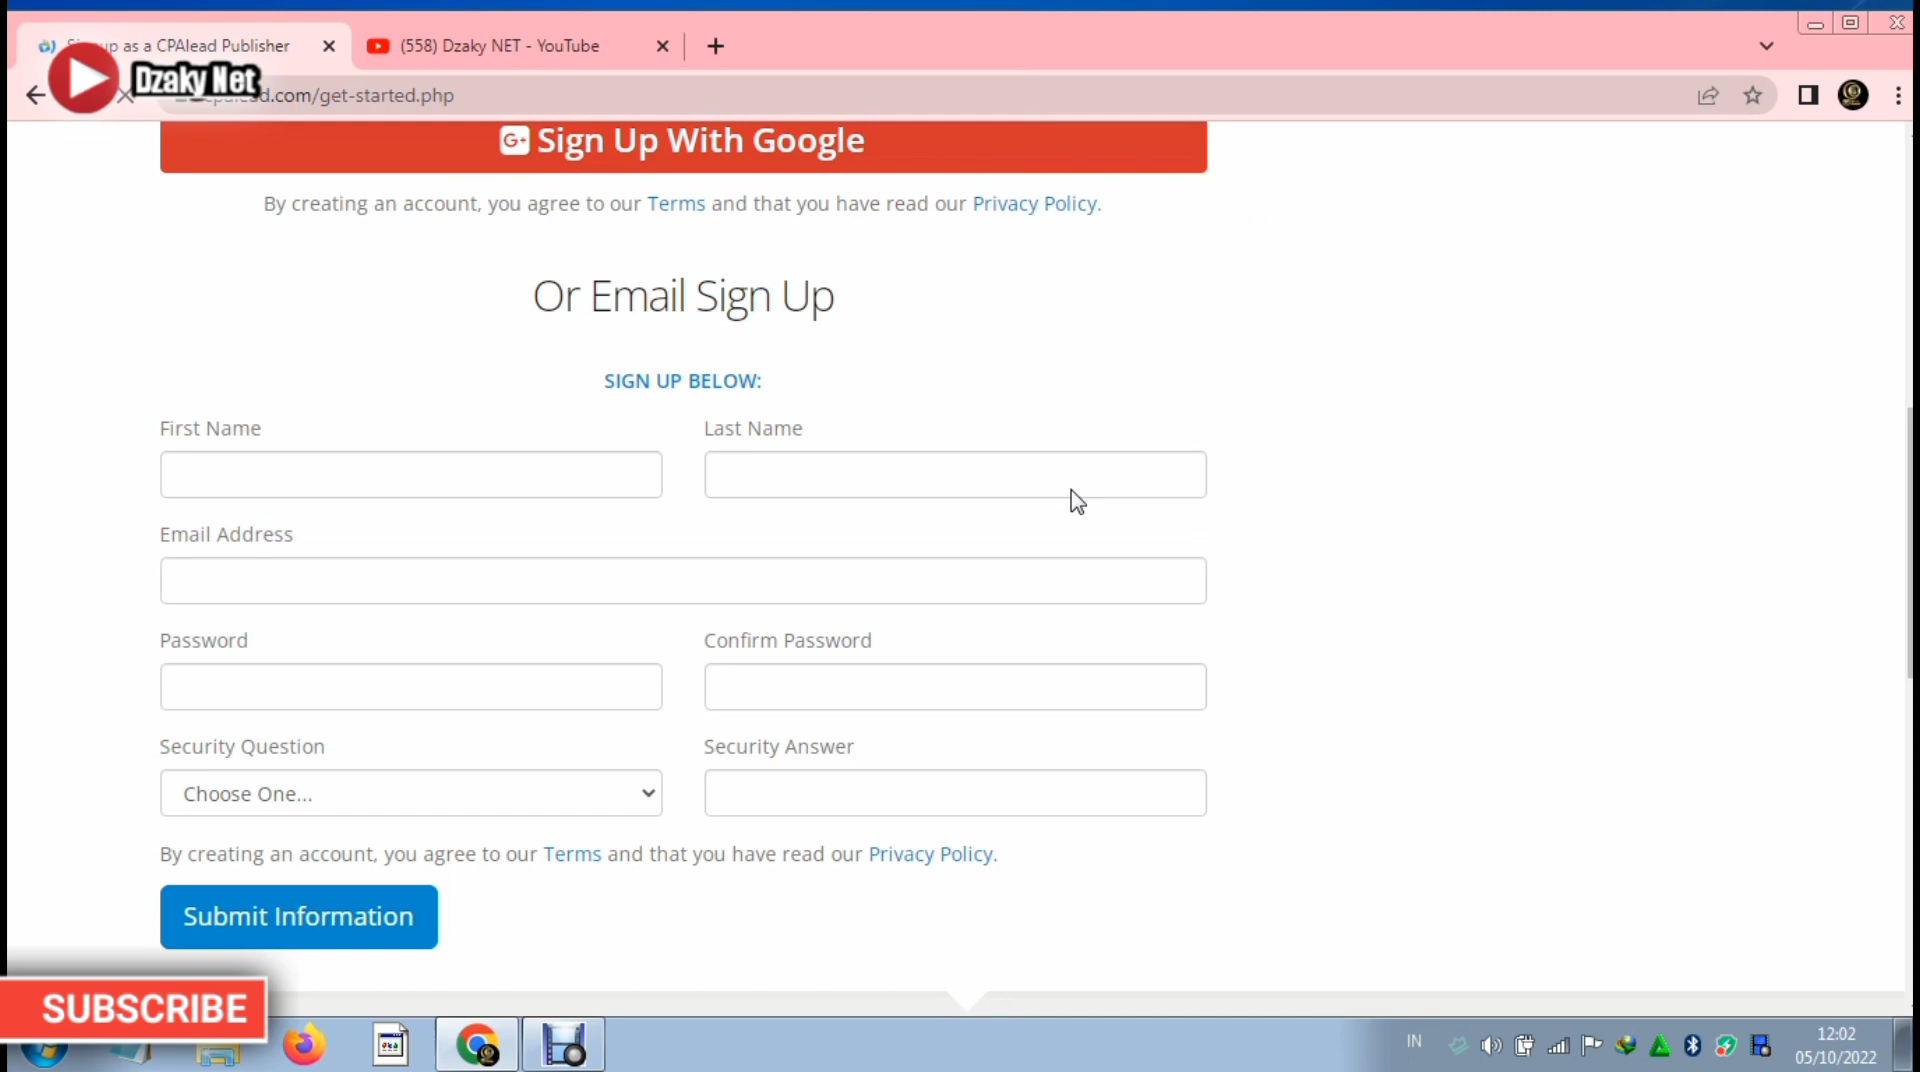 up as a CPAlead Publisher
(558) Dzaky NET - YouTube
Dzaky Net
d.com/get-started.php
G+ Sign Up With Google
By creating an account, you agree to our Terms and that you have read our Privacy Policy.
Or Email Sign Up
SIGN UP BELOW:
First Name
Last Name
Email Address
Password
Confirm Password
Security Question
Security Answer
Choose One...
By creating an account, you agree to our Terms and that you have read our Privacy Policy.
Submit Information
SUBSCRIBE
IN
12:02
05/10/2022